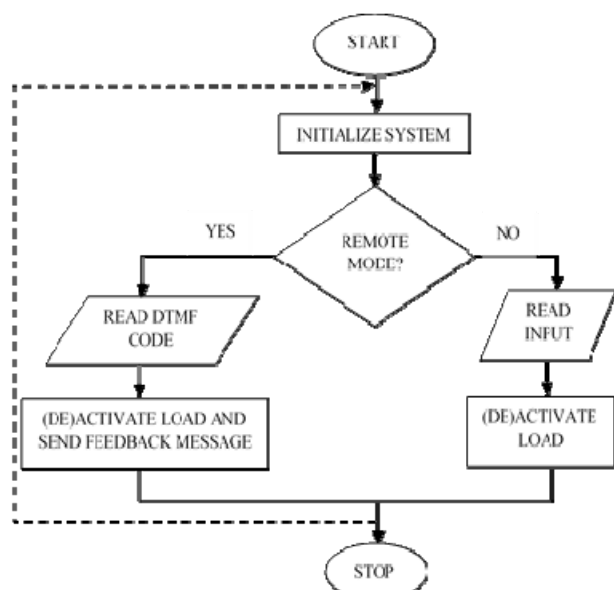 START
INITIALIZE SYSTEM
YES
REMOTE
MODE?
NO
READ DTMF
CODE
READ
INPUT
(DE)ACTIVATE LOAD AND
SEND FEEDBACK MESSAGE
(DE)ACTIVATE
LOAD
STOP